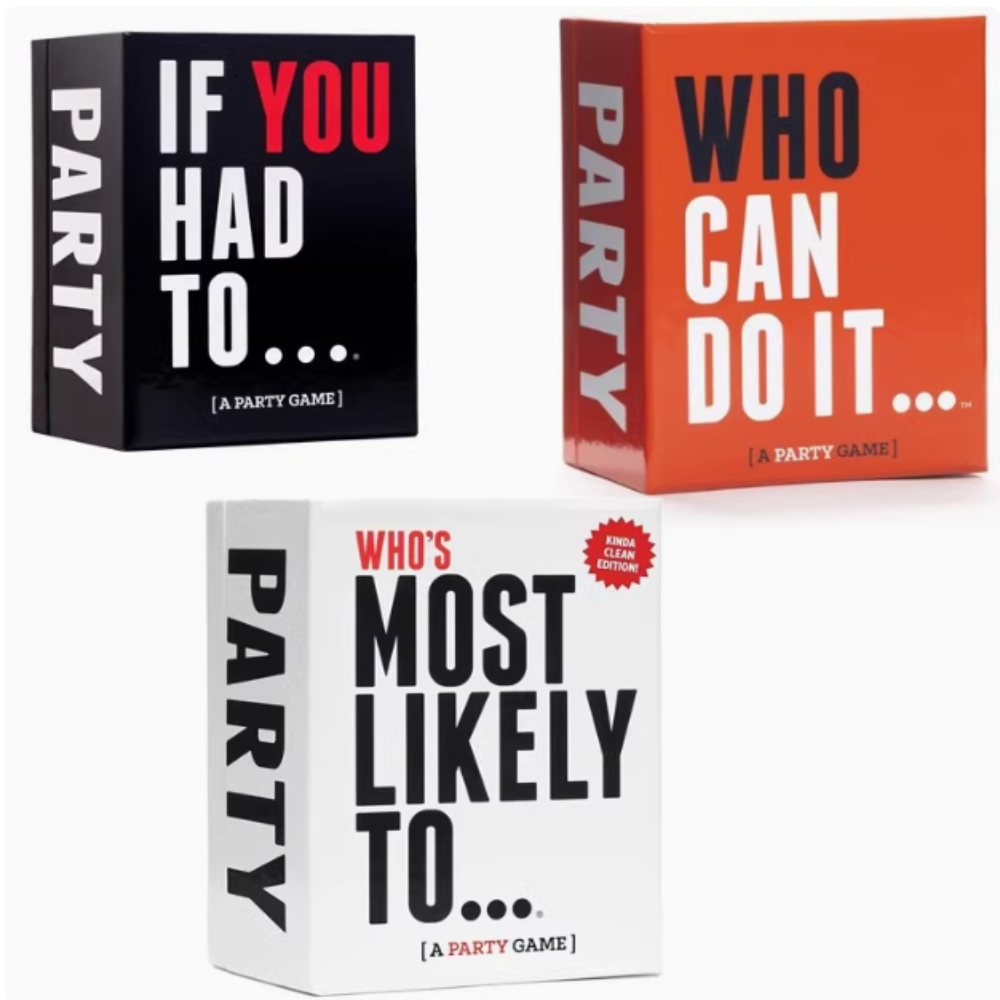 PARTY
IF YOU
HAD
TO...®
[A PARTY GAME]
PARTY
WHO
CAN
DO IT...™
[A PARTY GAME]
PARTY
WHO'S
MOST
LIKELY
TO...®
[A PARTY GAME]
KINDA
CLEAN
EDITION!